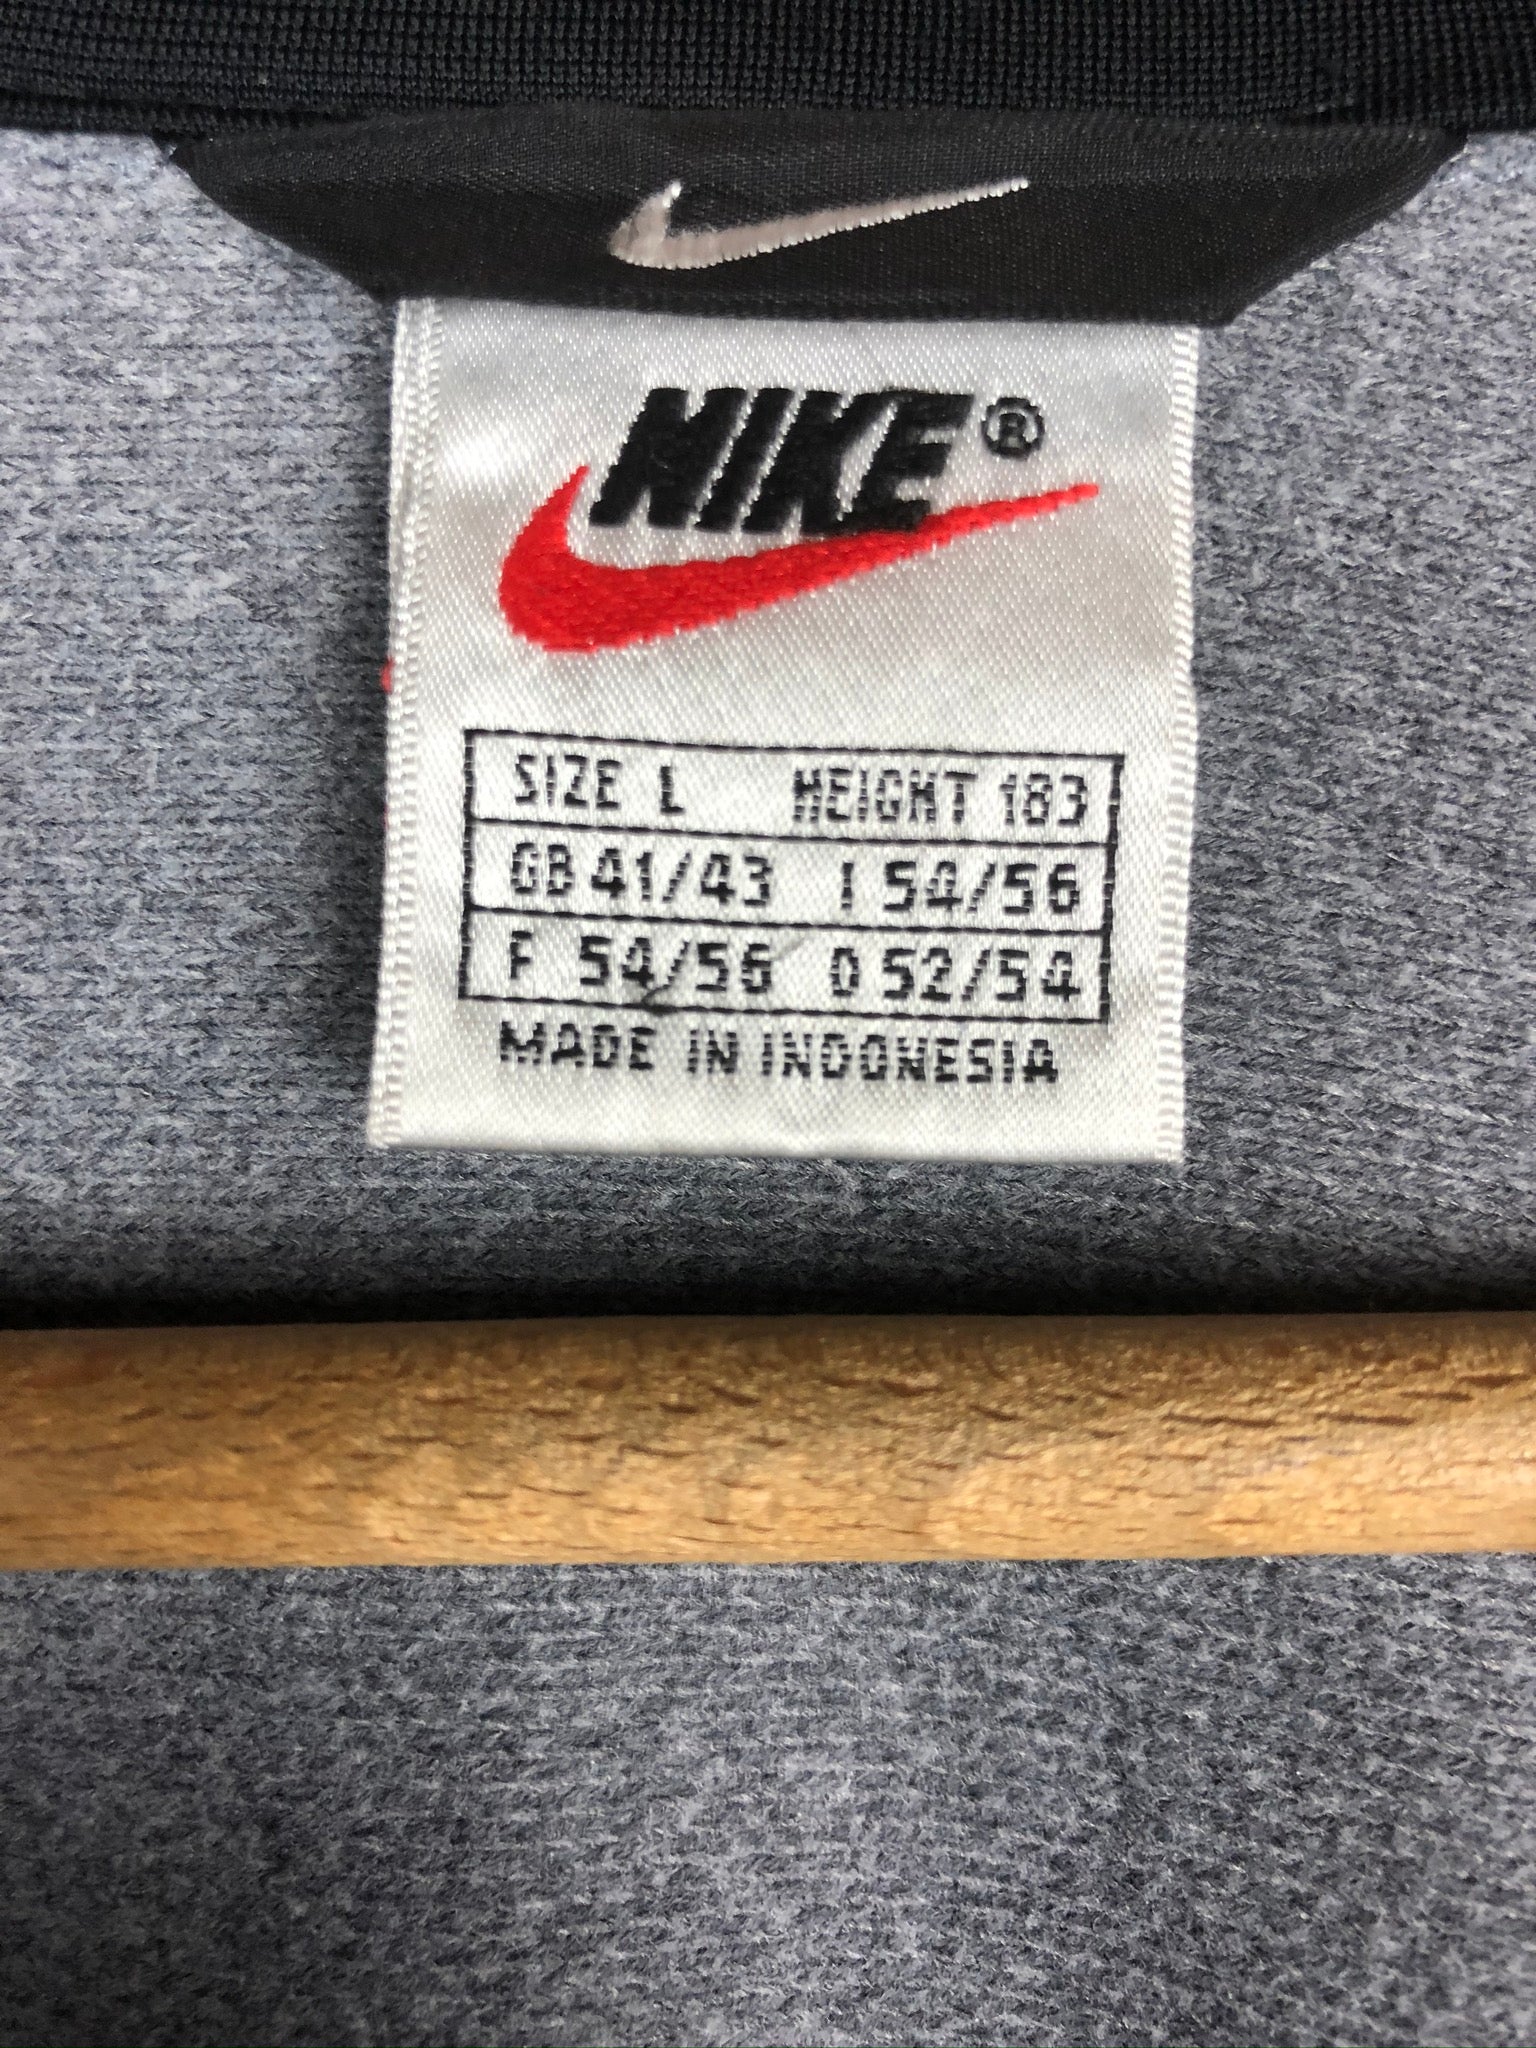 NIKE®
SIZE L HEIGHT 183
GB 41/43 I 54/56
F 54/56 D 52/54
MADE IN INDONESIA